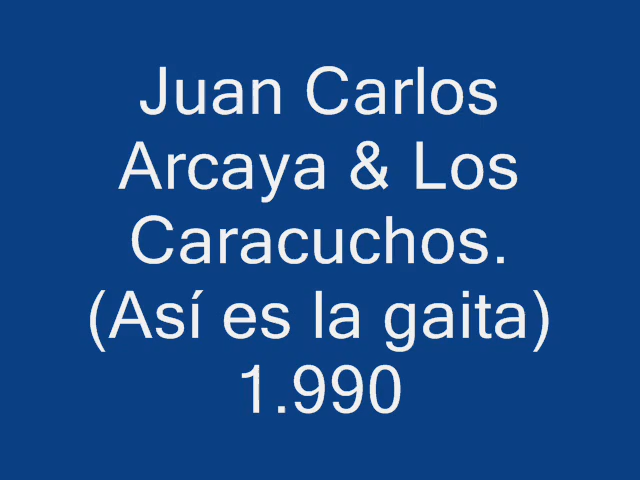 Juan Carlos
Arcaya & Los
Caracuchos.
(Así es la gaita)
1.990